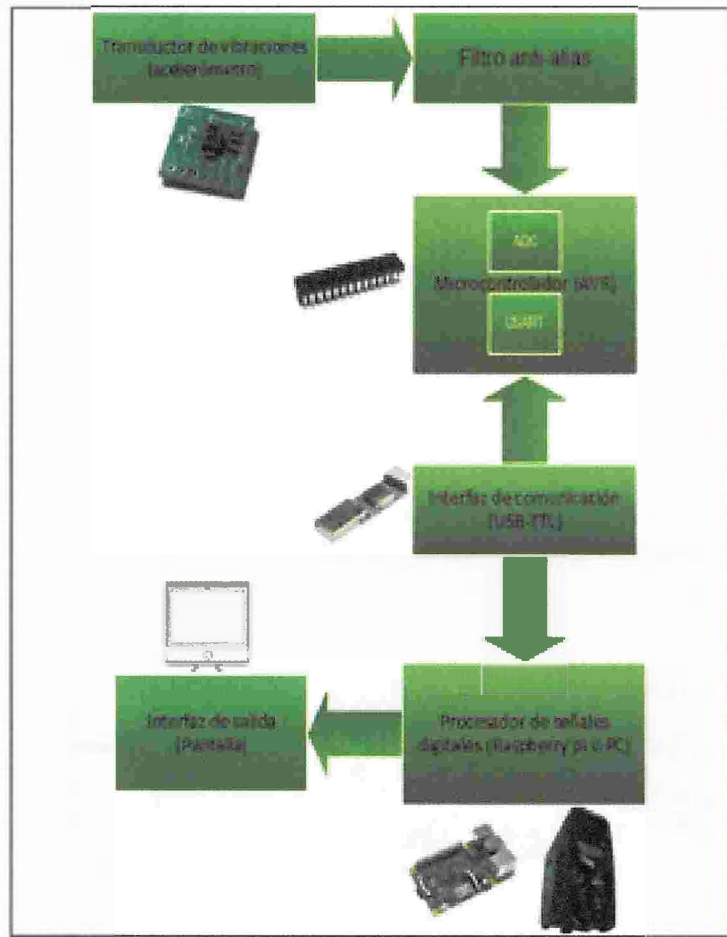 Transductor de vibraciones
(acelerómetro)
Filtro anti-alias
ADC
Microcontrolador (AVR)
USART
Interfaz de comunicación
(USB-TTL)
Interfaz de salida
(Pantalla)
Procesador de señales
digitales (Raspberry pi o PC)